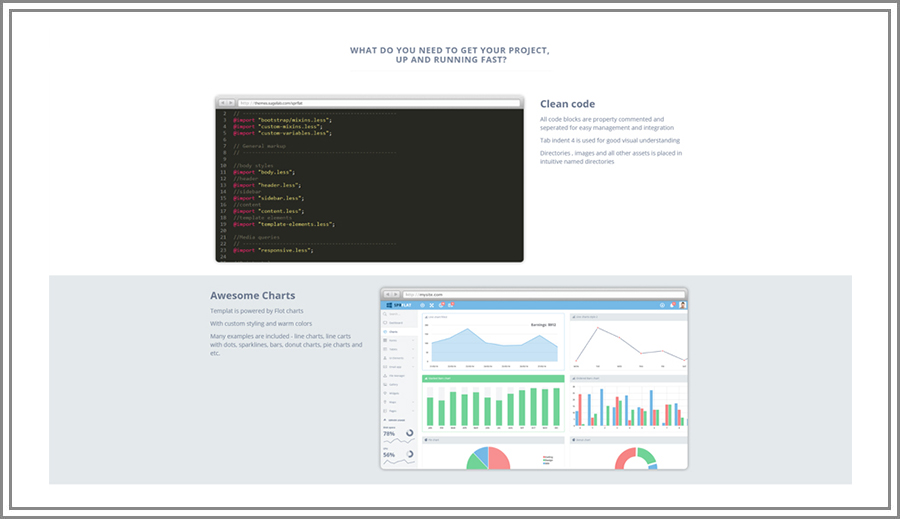 WHAT DO YOU NEED TO GET YOUR PROJECT,
UP AND RUNNING FAST?
Clean code
All code blocks are property commented and
seperated for easy management and integration
Tab indent 4 is used for good visual understanding
Directories . images and all other assets is placed in
intuitive named directories
http://themes.suggelab.com/sprflat
2 // ------------------------------------------------
3 @import "bootstrap/mixins.less";
4 @import "custom-mixins.less";
5 @import "custom-variables.less";
6
7 // General markup
8 // ------------------------------------------------
9
10 //body styles
11 @import "body.less";
12 //header
13 @import "header.less";
14 //sidebar
15 @import "sidebar.less";
16 //content
17 @import "content.less";
18 //template elements
19 @import "template-elements.less";
20
21 //Media queries
22 // ------------------------------------------------
23 @import "responsive.less";
24
Awesome Charts
Templat is powered by Flot charts
With custom styling and warm colors
Many examples are included - line charts, line carts
with dots, sparklines, bars, donut charts, pie charts and
etc.
http://mysite.com
SPRFLAT
Earnings: $912
78%
56%